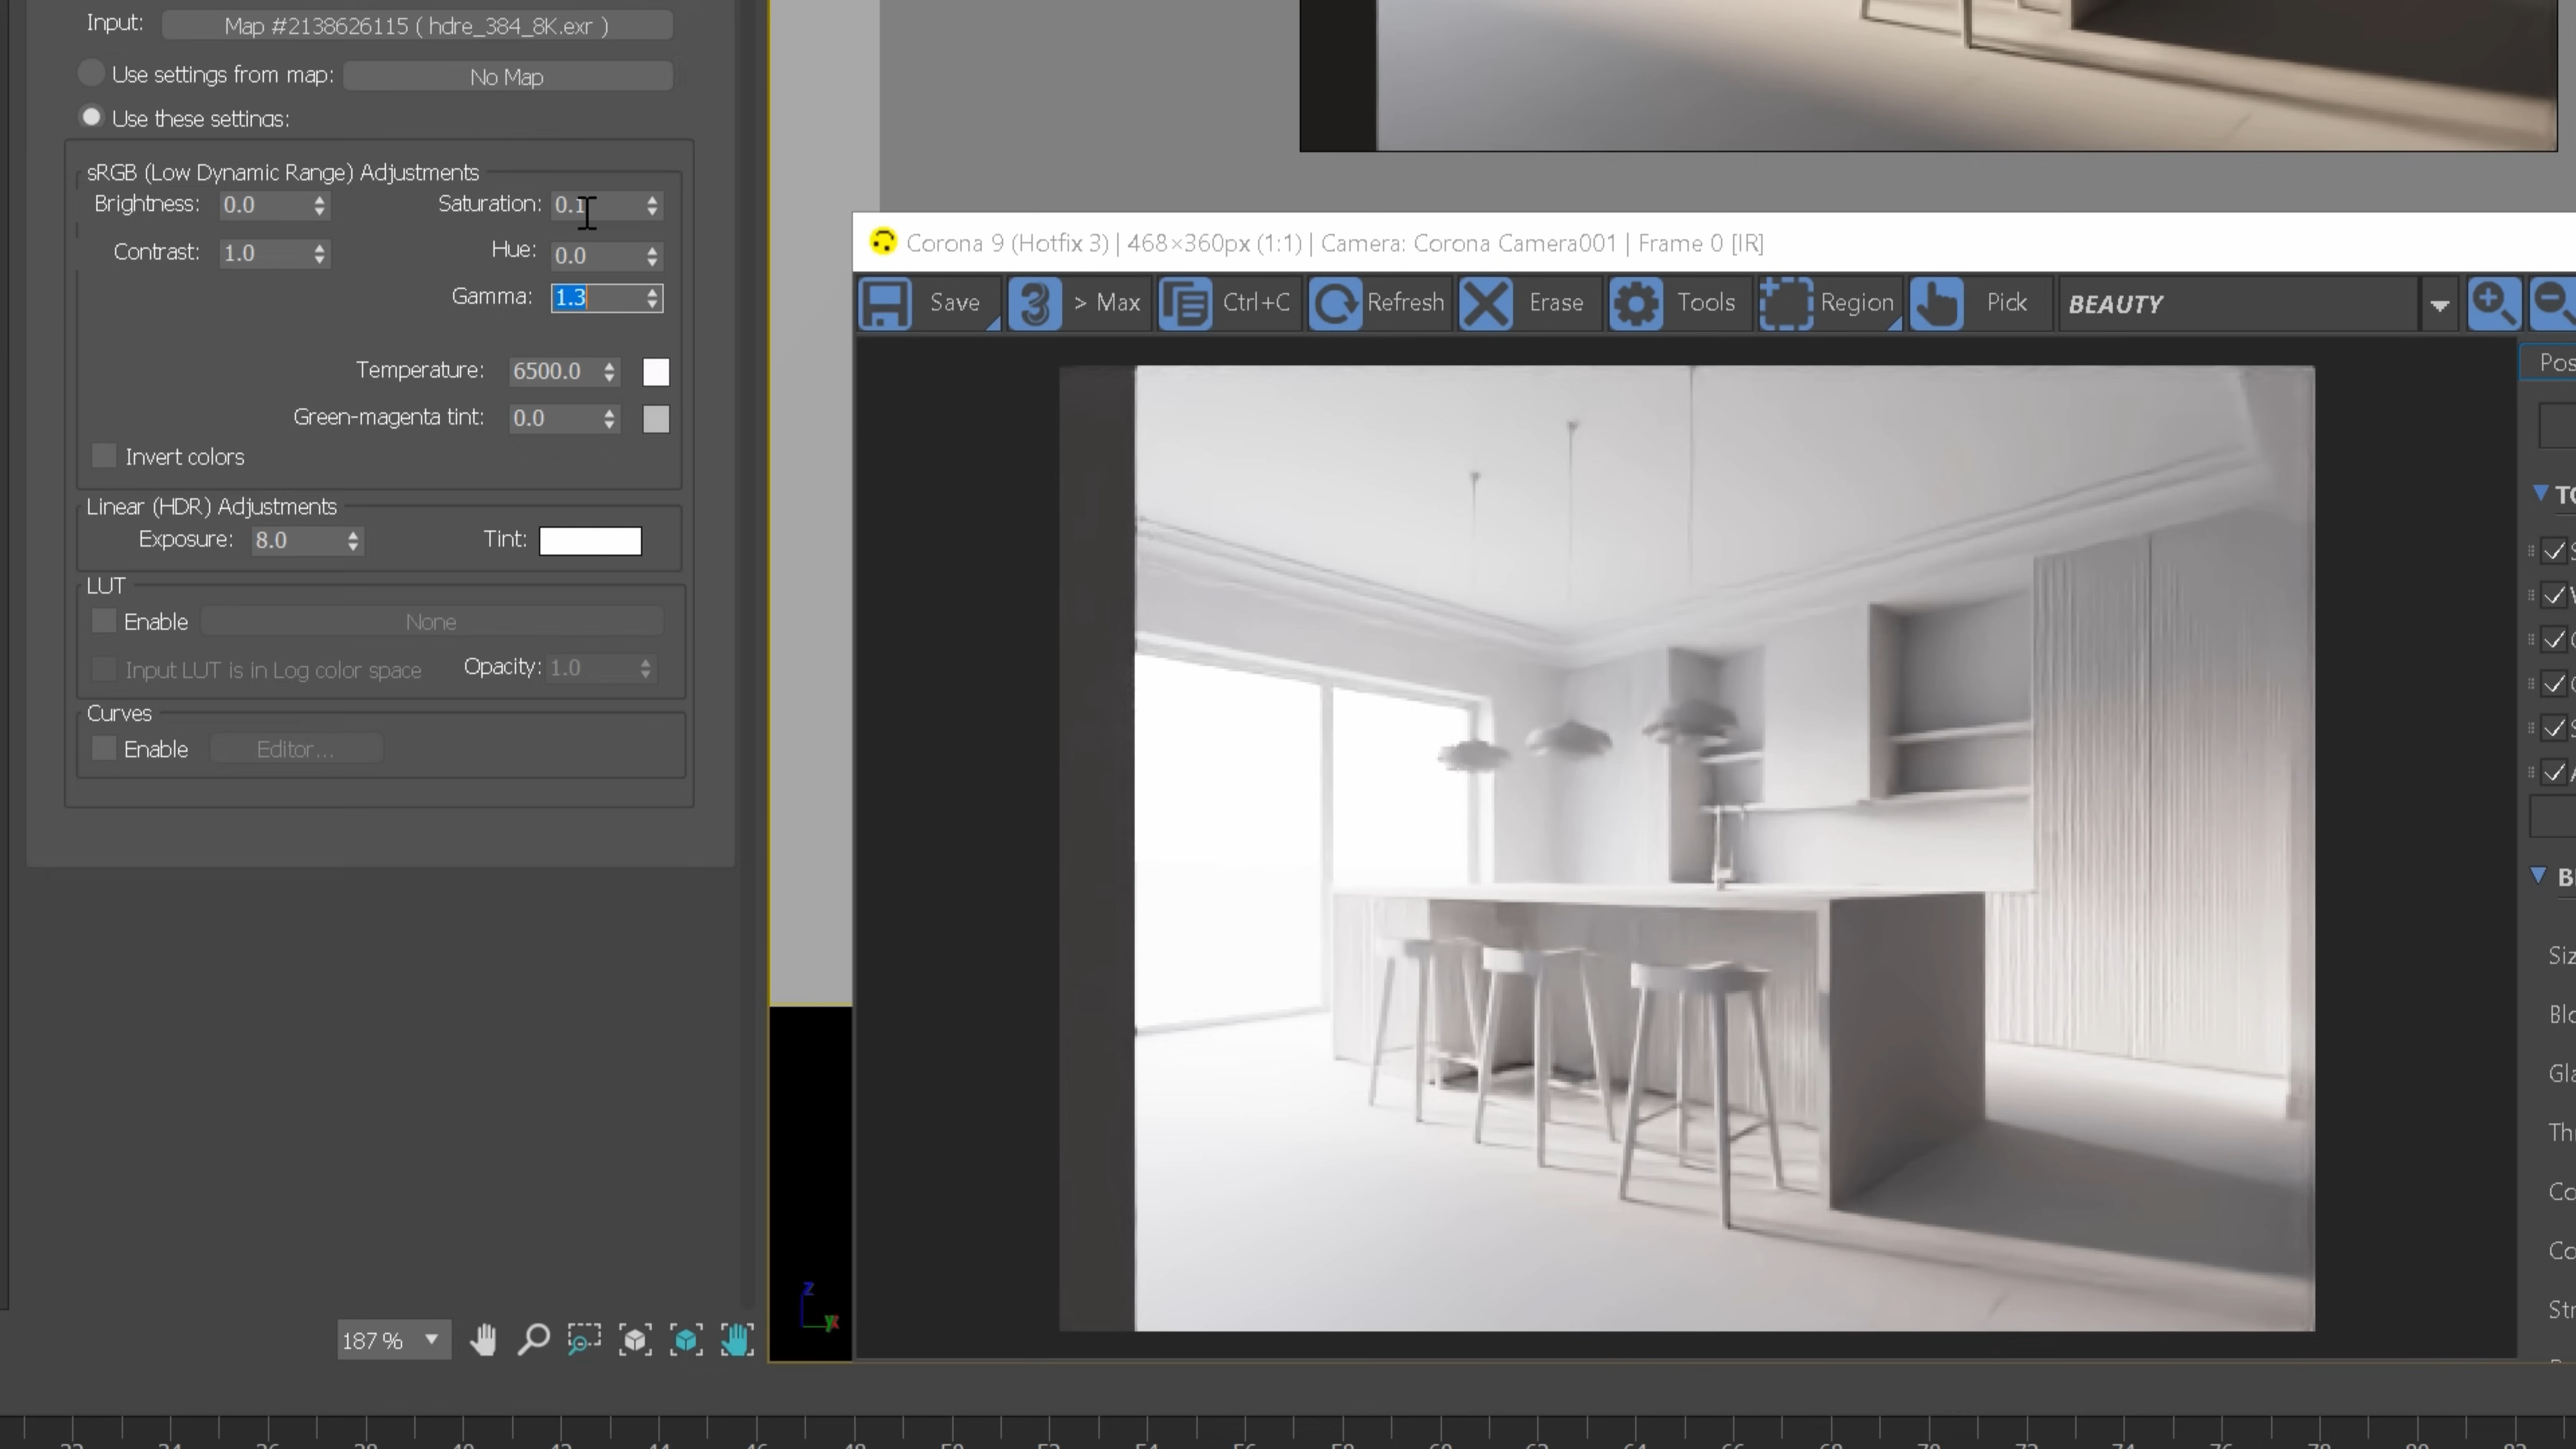 Input: Map #2138626115 ( hdre_384_8K.exr )
Use settings from map: No Map
Use these settings:
sRGB (Low Dynamic Range) Adjustments
Brightness: 0.0 Saturation: 0.1
Contrast: 1.0 Hue: 0.0
Gamma: 1.3
Temperature: 6500.0
Green-magenta tint: 0.0
Invert colors
Linear (HDR) Adjustments
Exposure: 8.0 Tint:
LUT
Enable None
Input LUT is in Log color space Opacity: 1.0
Curves
Enable Editor...
187 %
Corona 9 (Hotfix 3) | 468×360px (1:1) | Camera: Corona Camera001 | Frame 0 [IR]
Save 3 > Max Ctrl+C Refresh Erase Tools Region Pick BEAUTY
Pos
z
y